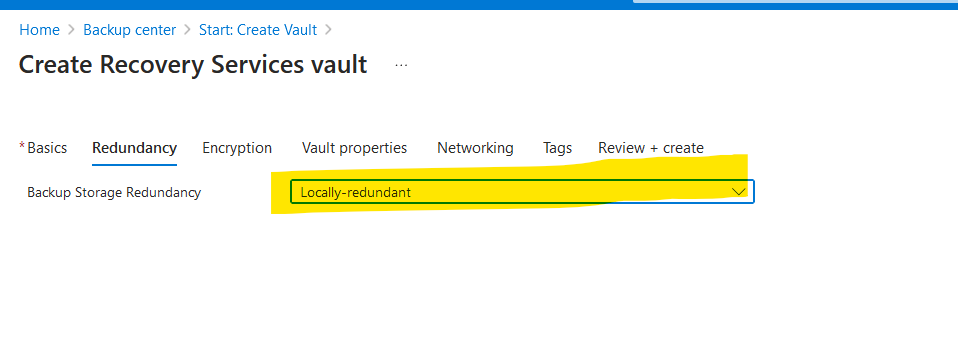 Home > Backup center > Start: Create Vault >
Create Recovery Services vault ...
* Basics Redundancy Encryption Vault properties Networking Tags Review + create
Backup Storage Redundancy Locally-redundant